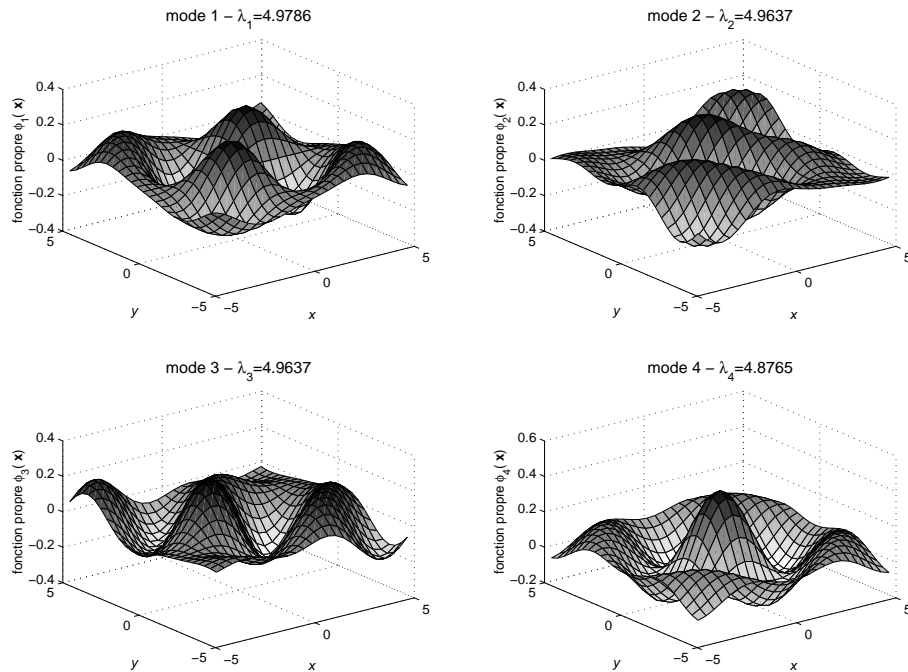 mode 1 − λ1=4.9786
fonction propre ϕ1( x)
0.4
0.2
0
−0.2
−0.4
5
0
−5
y
−5
0
5
x
mode 2 − λ2=4.9637
fonction propre ϕ2( x)
0.4
0.2
0
−0.2
−0.4
5
0
−5
y
−5
0
5
x
mode 3 − λ3=4.9637
fonction propre ϕ3( x)
0.4
0.2
0
−0.2
−0.4
5
0
−5
y
−5
0
5
x
mode 4 − λ4=4.8765
fonction propre ϕ4( x)
0.6
0.4
0.2
0
−0.2
5
0
−5
y
−5
0
5
x